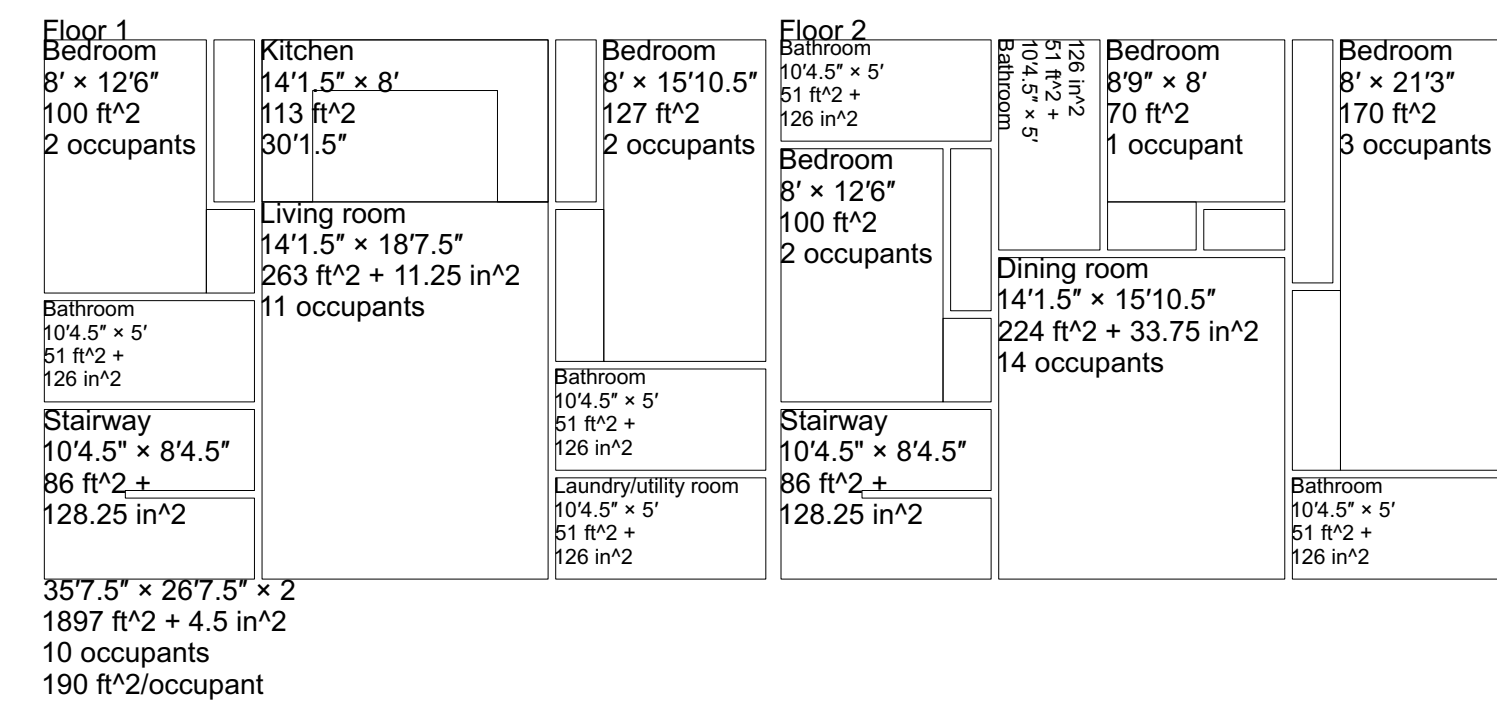 Floor 1
Bedroom
8′ × 12′6″
100 ft^2
2 occupants
Kitchen
14′1.5″ × 8′
113 ft^2
30′1.5″
Bedroom
8′ × 15′10.5″
127 ft^2
2 occupants
Living room
14′1.5″ × 18′7.5″
263 ft^2 + 11.25 in^2
11 occupants
Bathroom
10′4.5″ × 5′
51 ft^2 +
126 in^2
Stairway
10′4.5" × 8′4.5″
86 ft^2 +
128.25 in^2
Bathroom
10′4.5″ × 5′
51 ft^2 +
126 in^2
Laundry/utility room
10′4.5″ × 5′
51 ft^2 +
126 in^2
35′7.5″ × 26′7.5″ × 2
1897 ft^2 + 4.5 in^2
10 occupants
190 ft^2/occupant
Floor 2
Bathroom
10′4.5″ × 5′
51 ft^2 +
126 in^2
Bathroom
10′4.5″ × 5′
51 ft^2 +
126 in^2
Bedroom
8′9″ × 8′
70 ft^2
1 occupant
Bedroom
8′ × 21′3″
170 ft^2
3 occupants
Bedroom
8′ × 12′6″
100 ft^2
2 occupants
Dining room
14′1.5″ × 15′10.5″
224 ft^2 + 33.75 in^2
14 occupants
Stairway
10′4.5" × 8′4.5″
86 ft^2 +
128.25 in^2
Bathroom
10′4.5″ × 5′
51 ft^2 +
126 in^2